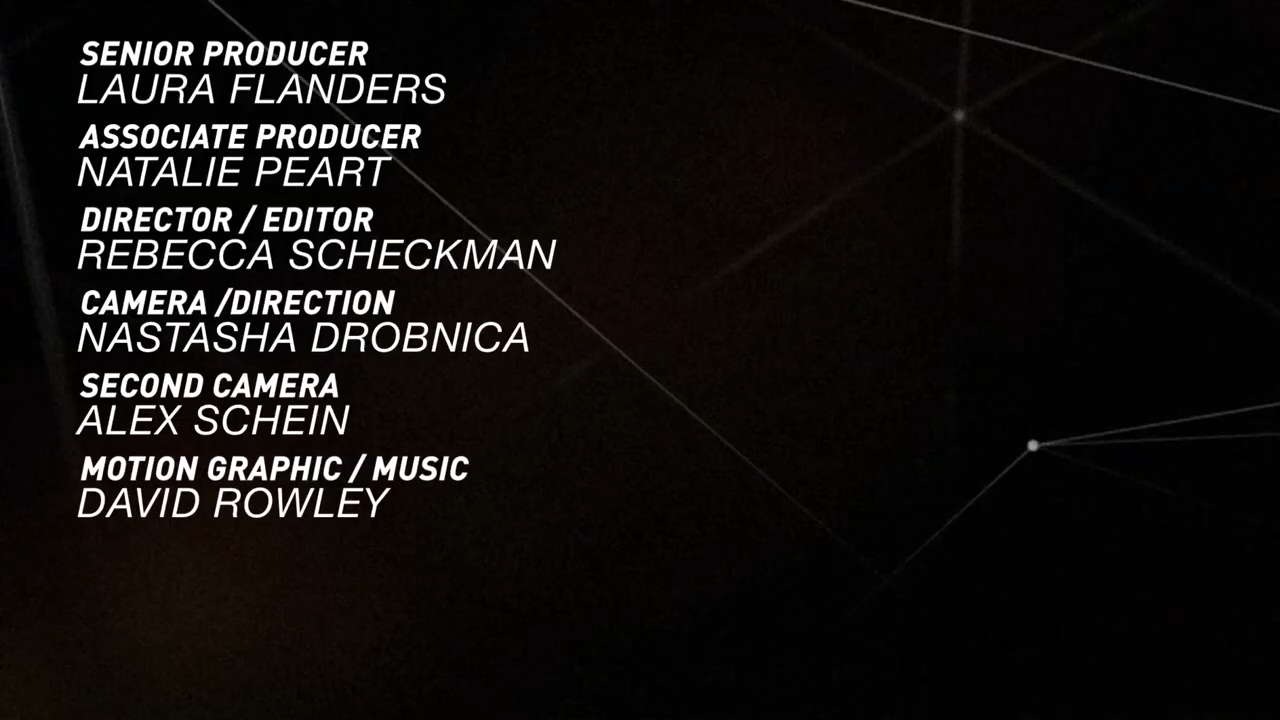 SENIOR PRODUCER
LAURA FLANDERS
ASSOCIATE PRODUCER
NATALIE PEART
DIRECTOR / EDITOR
REBECCA SCHECKMAN
CAMERA /DIRECTION
NASTASHA DROBNICA
SECOND CAMERA
ALEX SCHEIN
MOTION GRAPHIC / MUSIC
DAVID ROWLEY